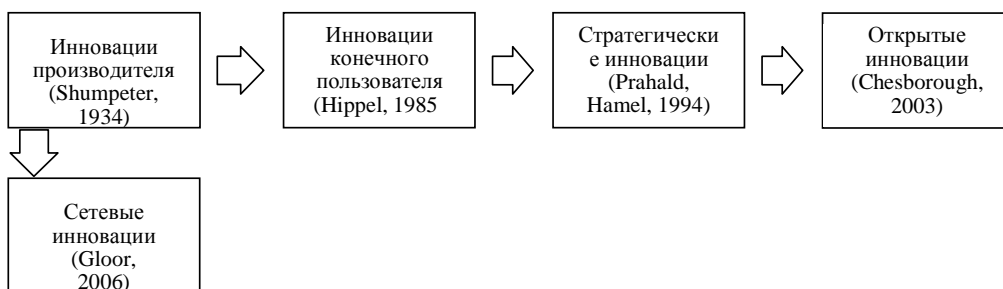 Инновации
производителя
(Shumpeter,
1934)
Инновации
конечного
пользователя
(Hippel, 1985
Стратегически
е инновации
(Prahald,
Hamel, 1994)
Открытые
инновации
(Chesborough,
2003)
Сетевые
инновации
(Gloor,
2006)